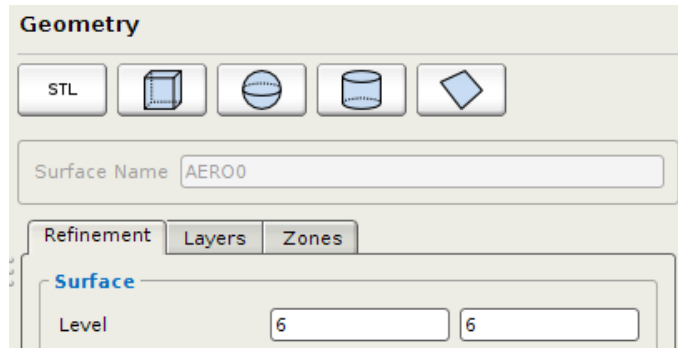 Geometry
STL
Surface Name AERO0
Refinement Layers Zones
Surface
Level 6 6